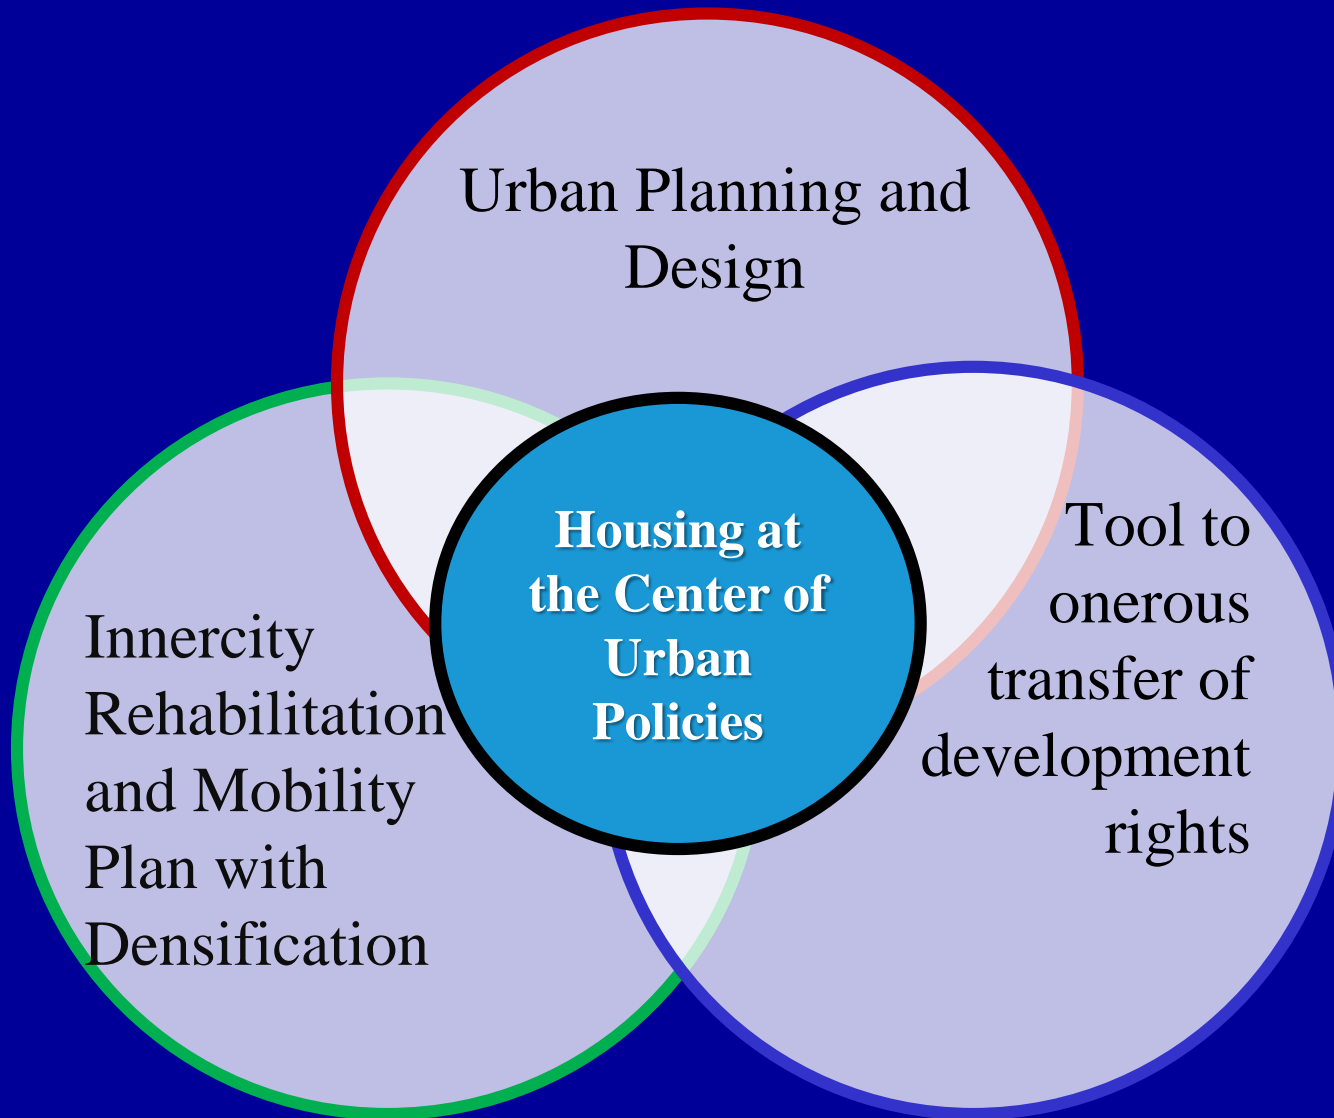 Urban Planning and
Design
Housing at
the Center of
Urban
Policies
Innercity
Rehabilitation
and Mobility
Plan with
Densification
Tool to
onerous
transfer of
development
rights